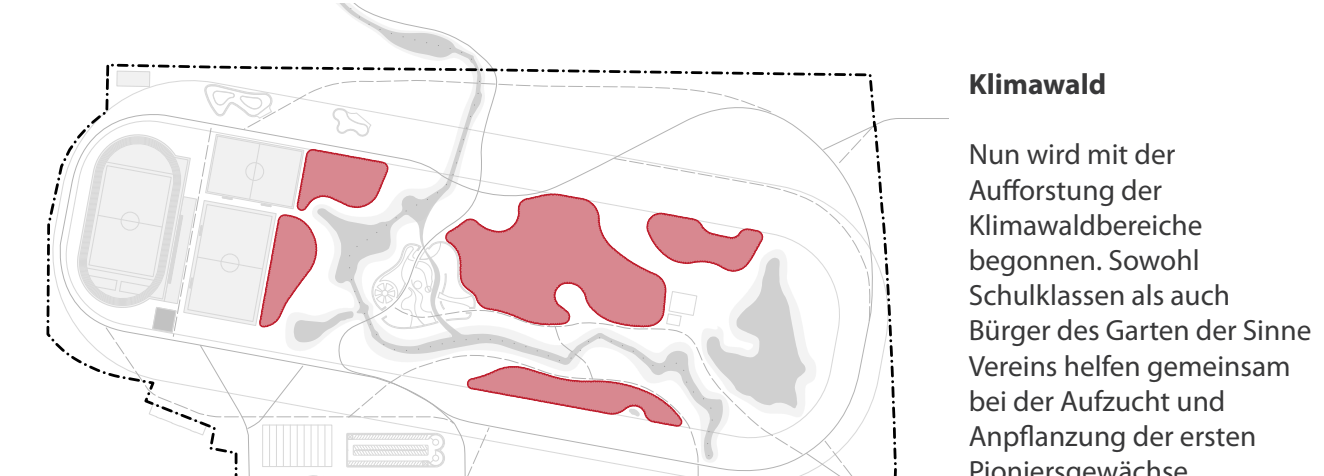 Klimawald
Nun wird mit der
Aufforstung der
Klimawaldbereiche
begonnen. Sowohl
Schulklassen als auch
Bürger des Garten der Sinne
Vereins helfen gemeinsam
bei der Aufzucht und
Anpflanzung der ersten
Pioniersgewächse